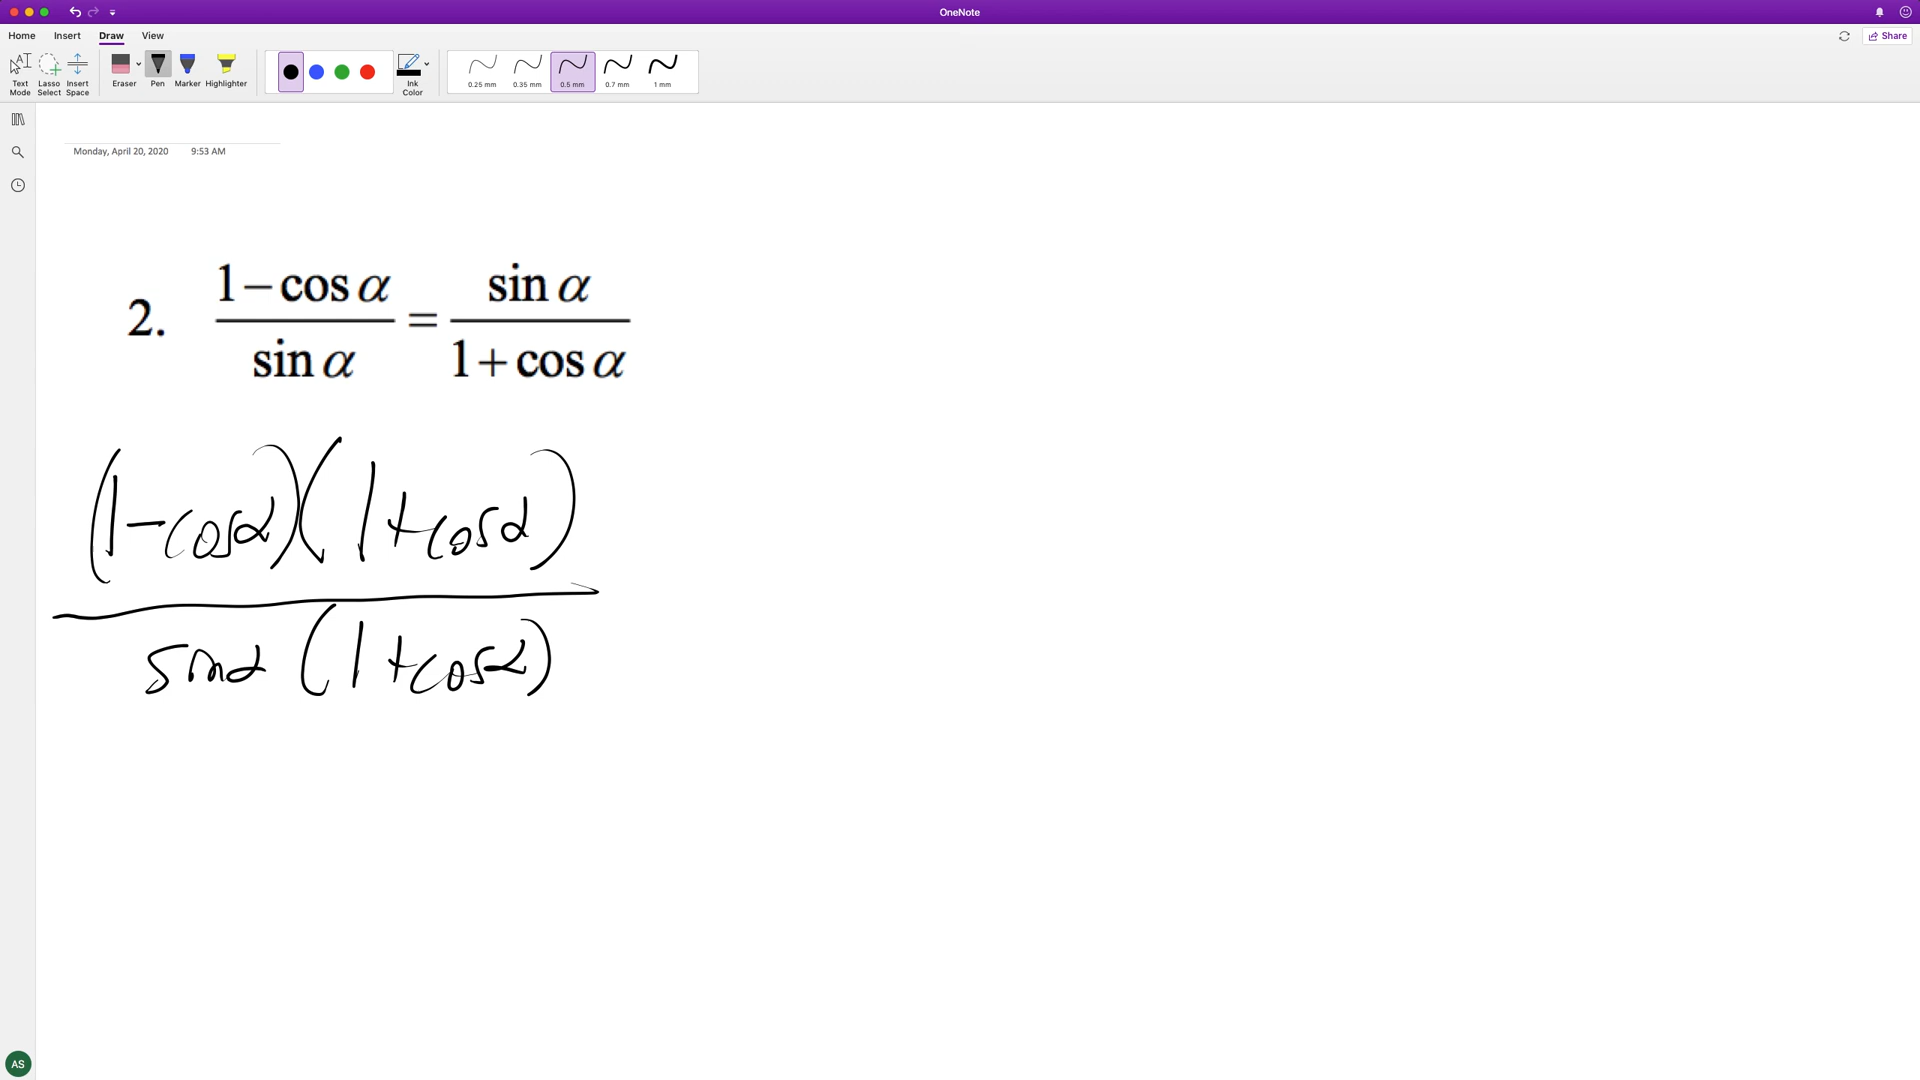 OneNote
Home Insert Draw View
Share
Text Mode Lasso Select Insert Space Eraser Pen Marker Highlighter Ink Color 0.25 mm 0.35 mm 0.5 mm 0.7 mm 1 mm
Monday, April 20, 2020 9:53 AM
2. (1 − cos α)/(sin α) = (sin α)/(1 + cos α)
(1-cosα)(1+cosα)
sinα (1+cosα)
AS